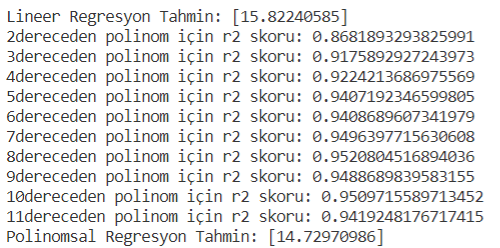 Lineer Regresyon Tahmin: [15.82240585]
2dereceden polinom için r2 skoru: 0.8681893293825991
3dereceden polinom için r2 skoru: 0.9175892927243973
4dereceden polinom için r2 skoru: 0.9224213686975569
5dereceden polinom için r2 skoru: 0.9407192346599805
6dereceden polinom için r2 skoru: 0.9408689607341979
7dereceden polinom için r2 skoru: 0.9496397715630608
8dereceden polinom için r2 skoru: 0.9520804516894036
9dereceden polinom için r2 skoru: 0.9488689839583155
10dereceden polinom için r2 skoru: 0.9509715589713452
11dereceden polinom için r2 skoru: 0.9419248176717415
Polinomsal Regresyon Tahmin: [14.72970986]